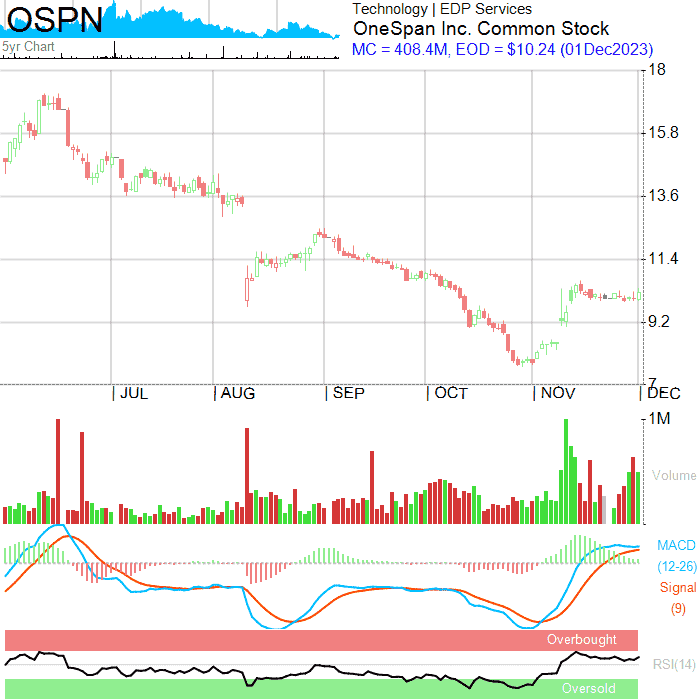 OSPN
5yr Chart
Technology | EDP Services
OneSpan Inc. Common Stock
MC = 408.4M, EOD = $10.24 (01Dec2023)
18
15.8
13.6
11.4
9.2
7
JUL AUG SEP OCT NOV DEC
1M
Volume
MACD
(12-26)
Signal
(9)
Overbought
RSI(14)
Oversold